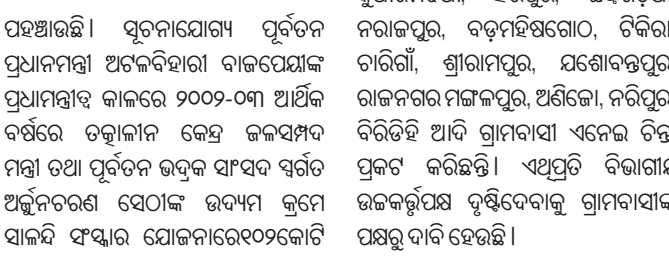 ପହଞ୍ଚାଉଛି। ସୂଚନାଯୋଗ୍ୟ ପୂର୍ବତନ
ପ୍ରଧାନମନ୍ତ୍ରୀ ଅଟଳବିହାରୀ ବାଜପେୟୀଙ୍କ
ପ୍ରଧାମନ୍ତ୍ରୀତ୍ୱ କାଳରେ ୨୦୦୨-୦୩ ଆର୍ଥିକ
ବର୍ଷରେ ତତ୍କାଳୀନ କେନ୍ଦ୍ର ଜଳସମ୍ପଦ
ମନ୍ତ୍ରୀ ତଥା ପୂର୍ବତନ ଭଦ୍ରକ ସାଂସଦ ସ୍ୱର୍ଗତ
ଅର୍ଜୁନଚରଣ ସେଠୀଙ୍କ ଉଦ୍ୟମ କ୍ରମେ
ସାଳନ୍ଦି ସଂସ୍କାର ଯୋଜନାରେ୧୦୨କୋଟି
ନରାଜପୁର, ବଡ଼ମହିଷଗୋଠ, ଟିକିରା
ଚାରିଗାଁ, ଶ୍ରୀରାମପୁର, ଯଶୋବନ୍ତପୁର
ରାଜନଗର ମଙ୍ଗଳପୁର, ଅଣିଜୋ, ନରିପୁର
ବିରିଡିହି ଆଦି ଗ୍ରାମବାସୀ ଏନେଇ ଚିନ୍ତ
ପ୍ରକଟ କରିଛନ୍ତି। ଏଥିପ୍ରତି ବିଭାଗୀୟ
ଉଚ୍ଚକର୍ତ୍ତୃପକ୍ଷ ଦୃଷ୍ଟିଦେବାକୁ ଗ୍ରାମବାସୀଙ୍କ
ପକ୍ଷରୁ ଦାବି ହେଉଛି।